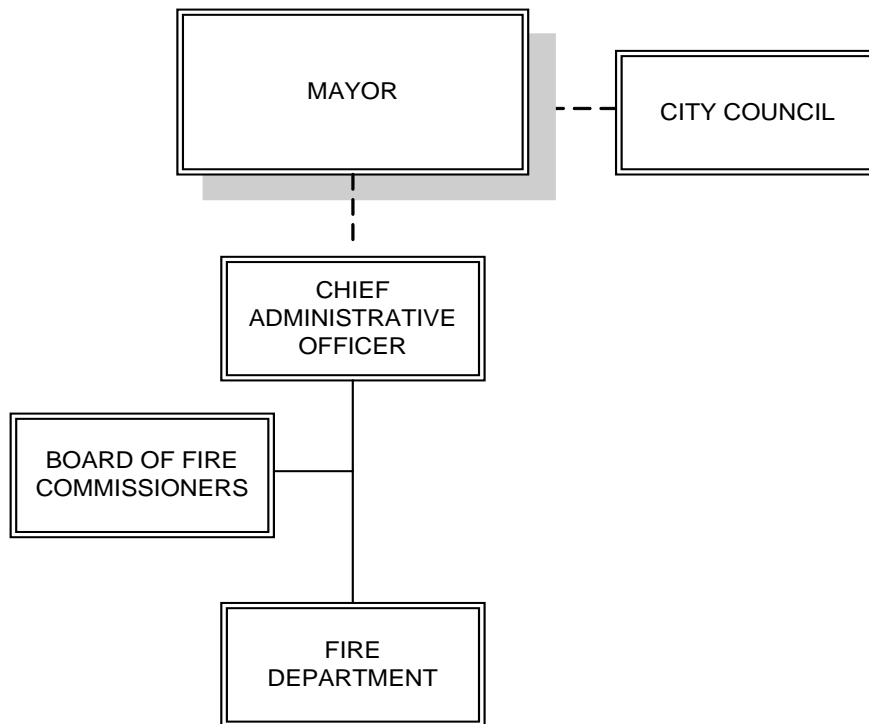 MAYOR
CITY COUNCIL
CHIEF
ADMINISTRATIVE
OFFICER
BOARD OF FIRE
COMMISSIONERS
FIRE
DEPARTMENT